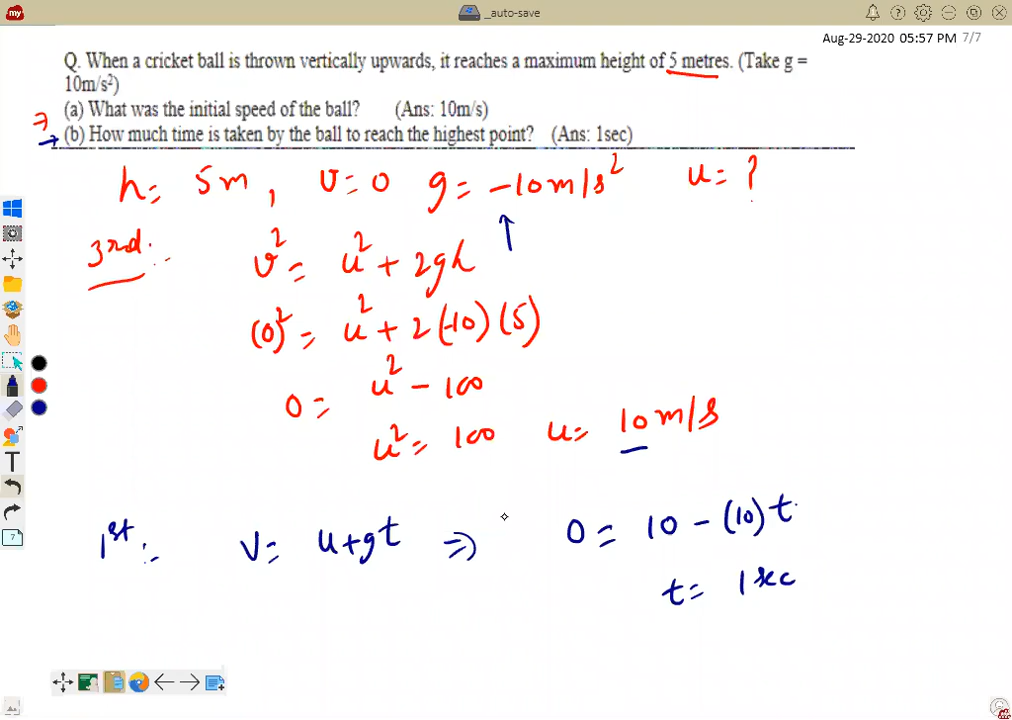 my
_auto-save
Aug-29-2020 05:57 PM 7/7
Q. When a cricket ball is thrown vertically upwards, it reaches a maximum height of 5 metres. (Take g =
10m/s²)
(a) What was the initial speed of the ball? (Ans: 10m/s)
7
→ (b) How much time is taken by the ball to reach the highest point? (Ans: 1sec)
h= 5m, v=0 g= -10m/s² u=?
↑
3rd: v² = u² + 2gh
(0)² = u² + 2(-10)(5)
0 = u² - 100
u² = 100 u= 10m/s
1st: v= u+gt ⇒ 0 = 10 - (10)t
t= 1sec
T
7